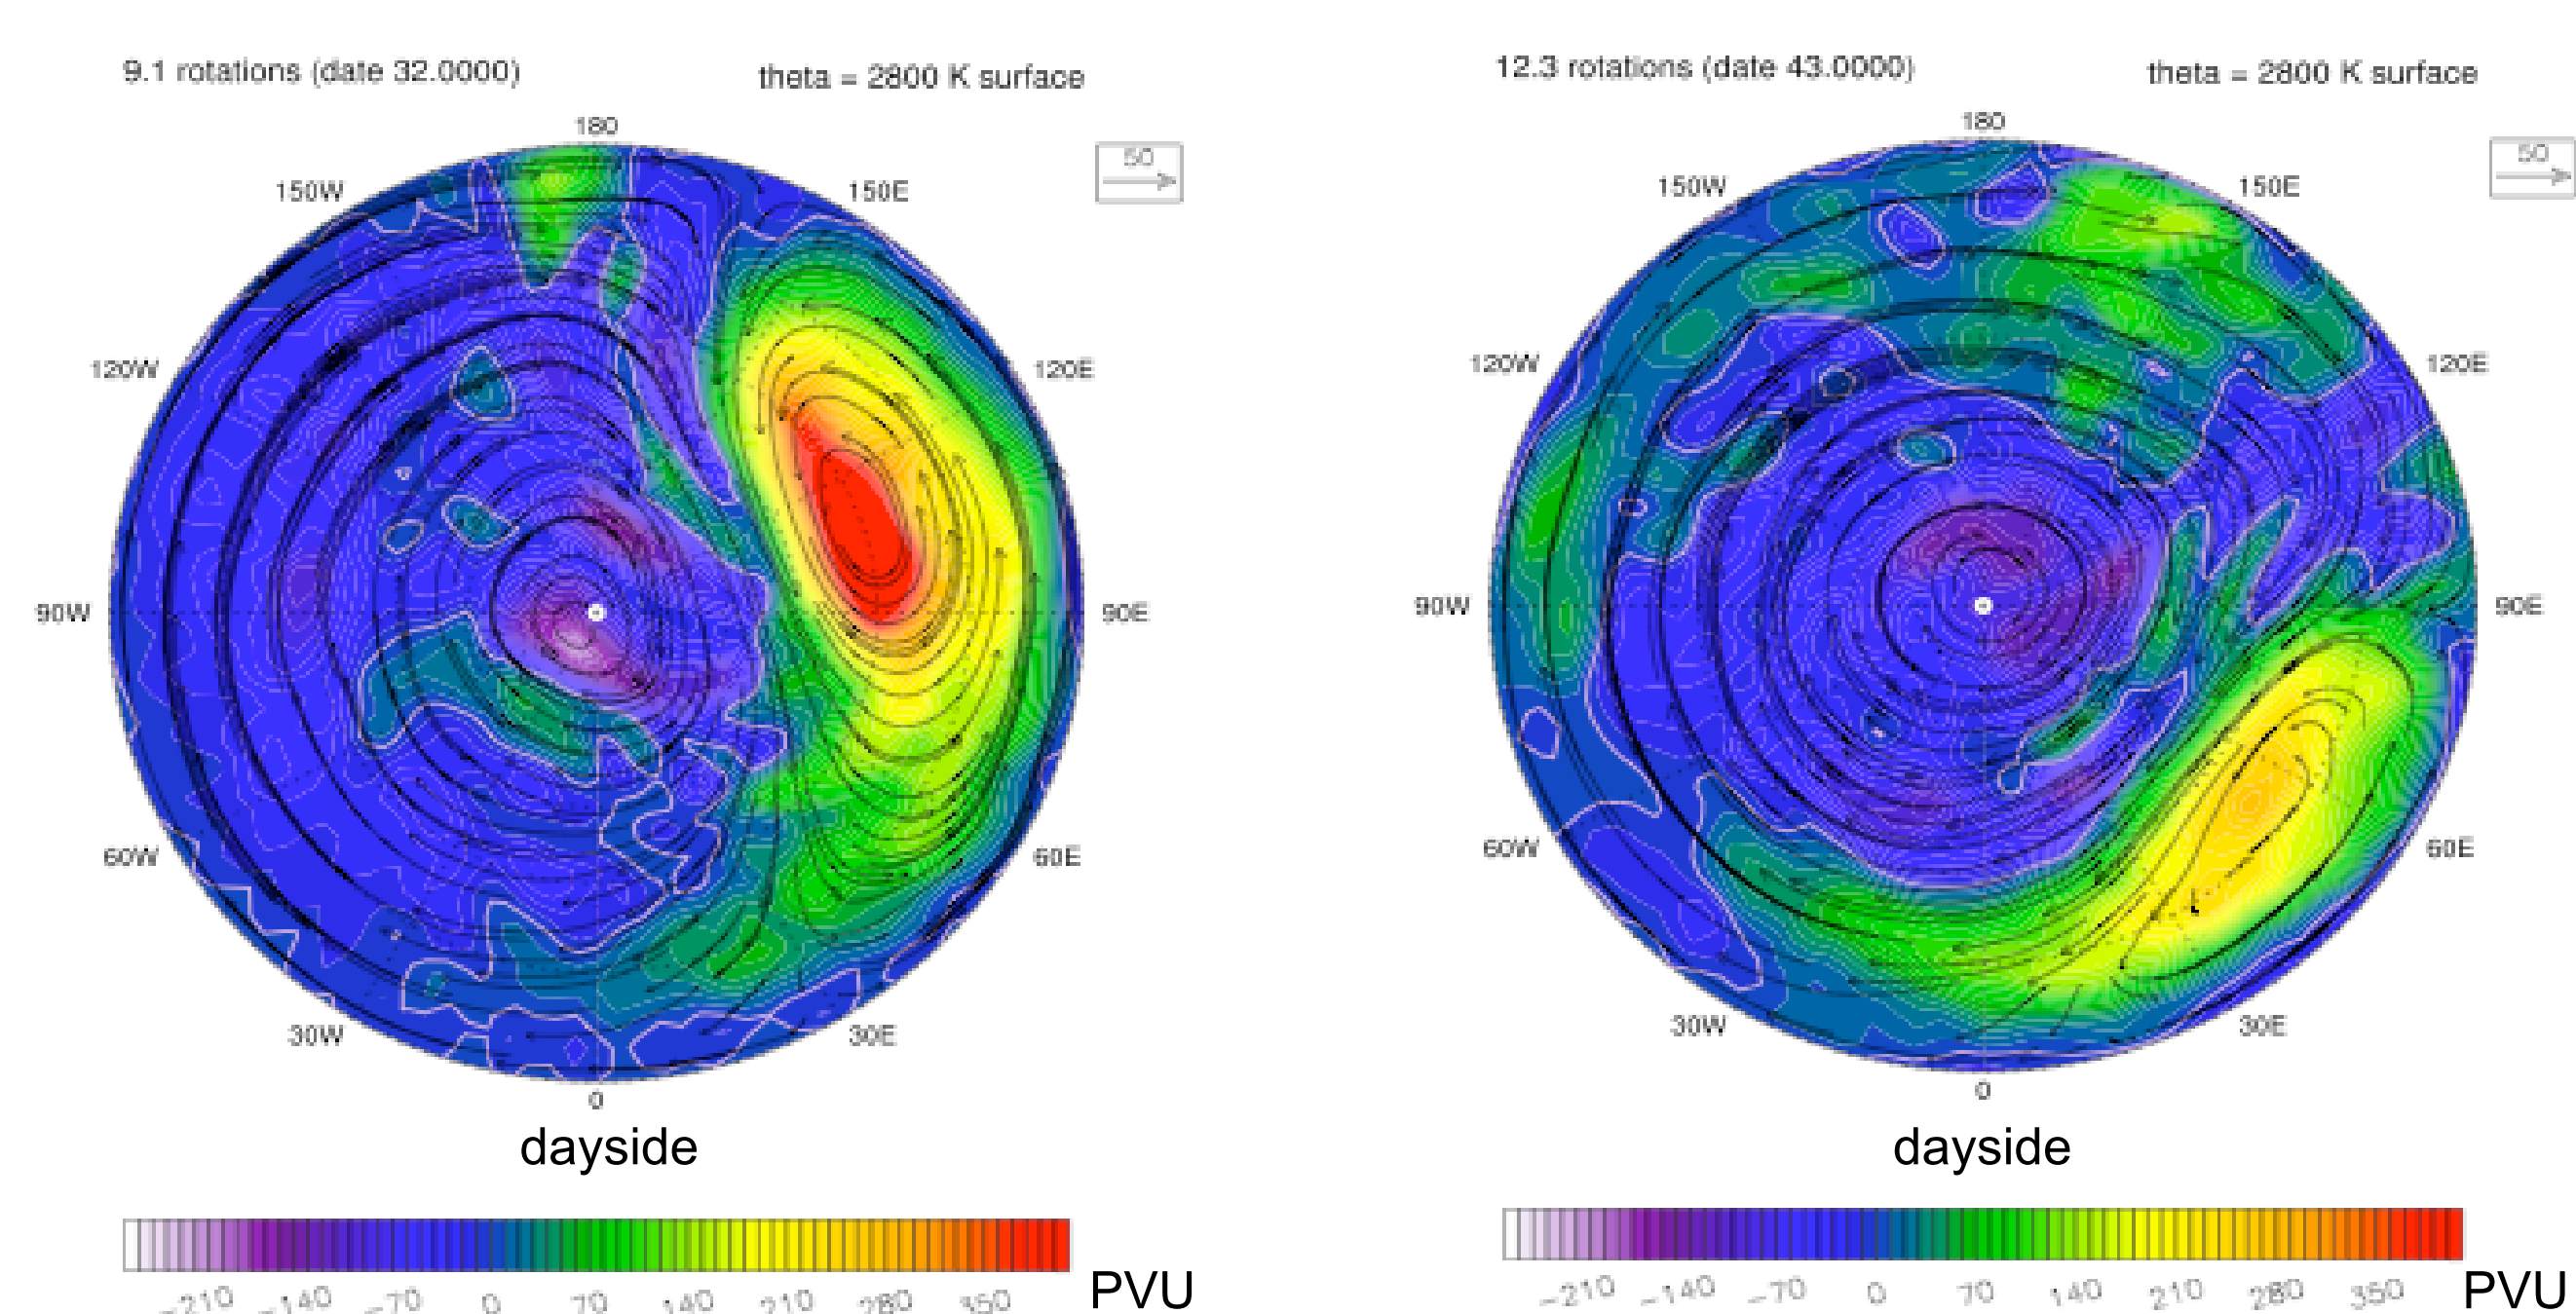 9.1 rotations (date 32.0000)
theta = 2800 K surface
50
180
150W
150E
120W
120E
90W
90E
60W
60E
30W
30E
0
dayside
-210 -140 -70 0 70 140 210 280 350
PVU
12.3 rotations (date 43.0000)
theta = 2800 K surface
50
180
150W
150E
120W
120E
90W
90E
60W
60E
30W
30E
0
dayside
-210 -140 -70 0 70 140 210 280 350
PVU